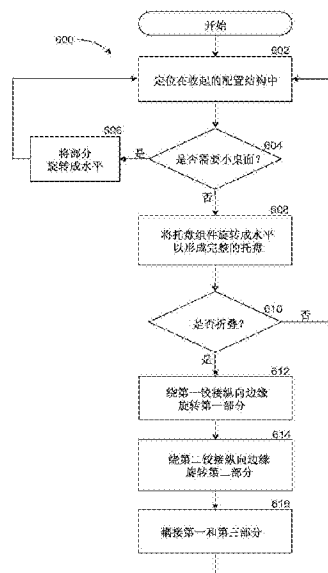 开始
600
602
定位在收起的配置结构中
604
是否需要小桌面?
是
606
将部分
旋转成水平
否
608
将托盘组件旋转成水平
以形成完整的托盘
610
是否折叠?
否
是
612
绕第一铰接纵向边缘
旋转第一部分
614
绕第二铰接纵向边缘
旋转第二部分
616
耦接第一和第三部分